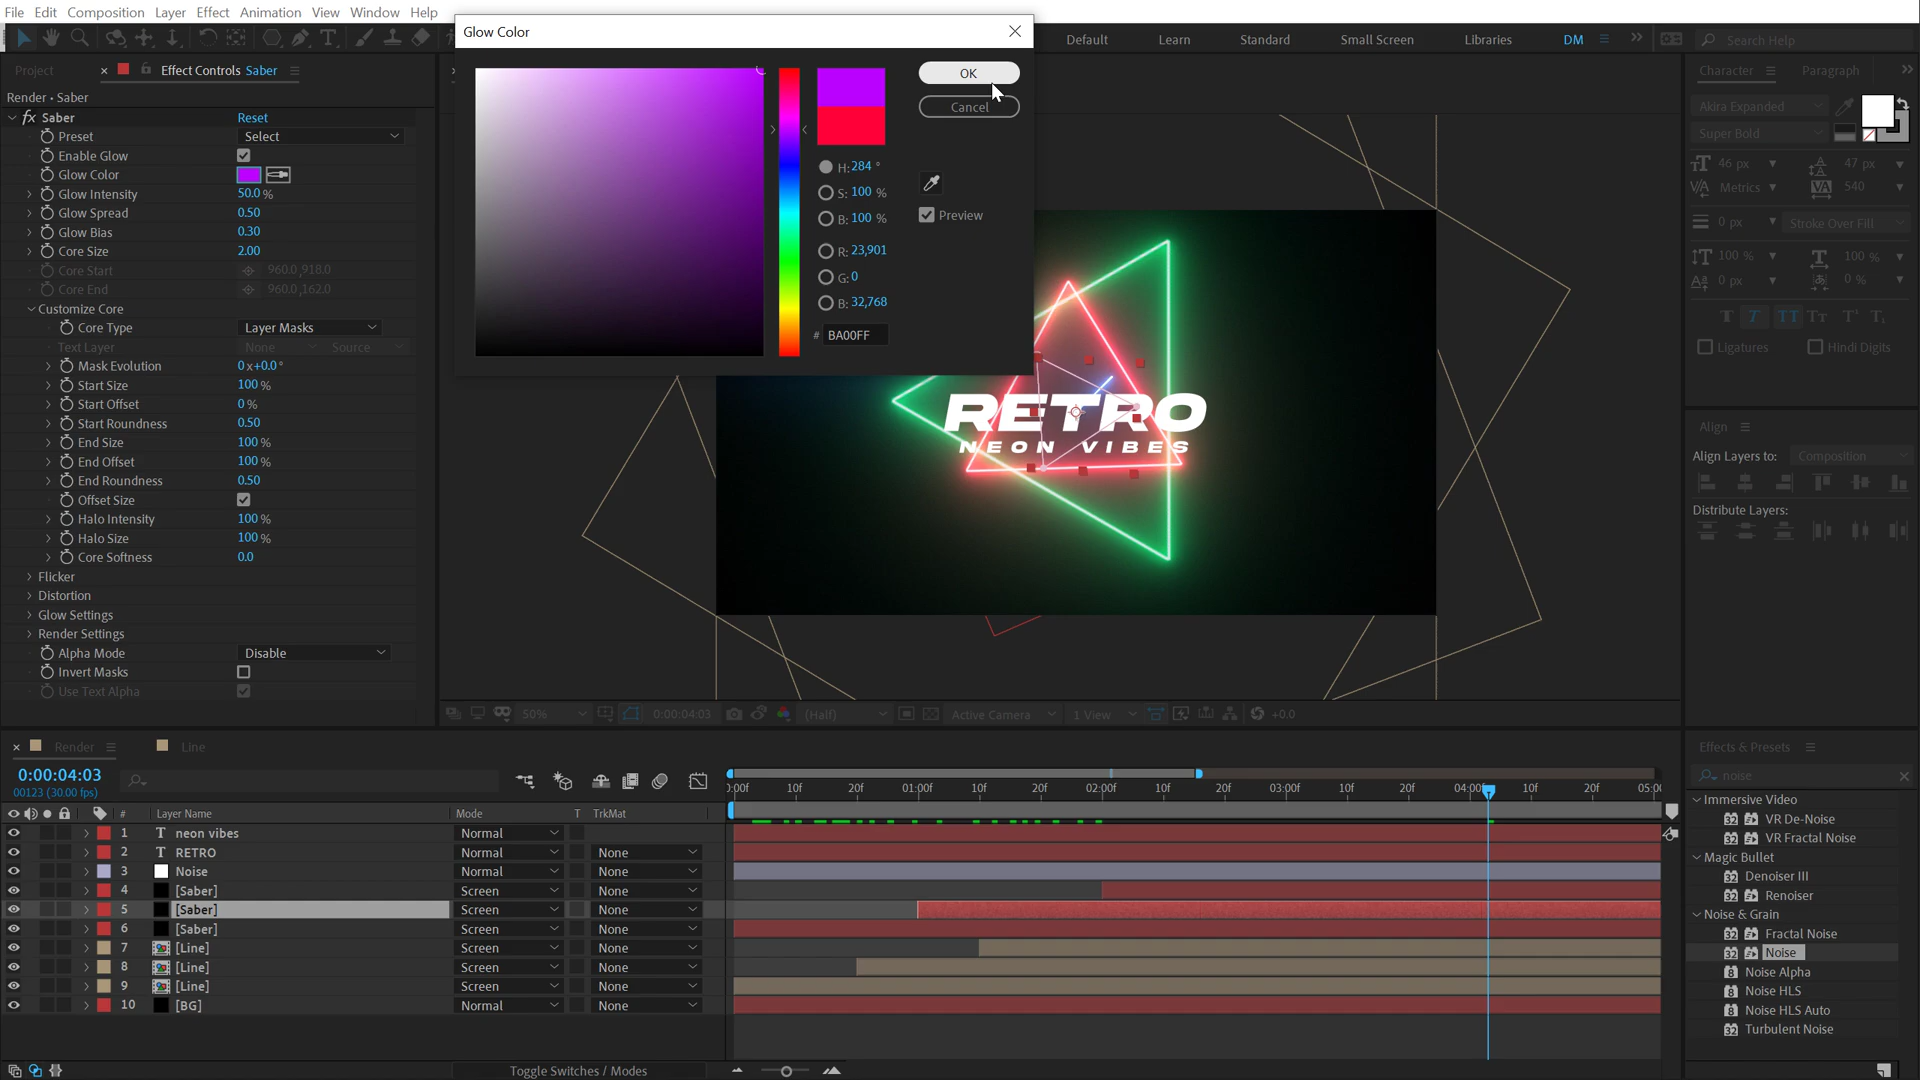 File Edit Composition Layer Effect Animation View Window Help
Glow Color
Default Learn Standard Small Screen Libraries DM Search Help
Project Effect Controls Saber
Render • Saber
fx Saber Reset
Preset Select
Enable Glow
Glow Color
Glow Intensity 50.0 %
Glow Spread 0.50
Glow Bias 0.30
Core Size 2.00
Core Start 960.0,918.0
Core End 960.0,162.0
Customize Core
Core Type Layer Masks
Text Layer None Source
Mask Evolution 0x+0.0°
Start Size 100 %
Start Offset 0 %
Start Roundness 0.50
End Size 100 %
End Offset 100 %
End Roundness 0.50
Offset Size
Halo Intensity 100 %
Halo Size 100 %
Core Softness 0.0
Flicker
Distortion
Glow Settings
Render Settings
Alpha Mode Disable
Invert Masks
Use Text Alpha
OK
Cancel
H: 284 °
S: 100 %
B: 100 %
R: 23,901
G: 0
B: 32,768
# BA00FF
Preview
RETRO
NEON VIBES
50% 0:00:04:03 (Half) Active Camera 1 View +0.0
Character Paragraph
Akira Expanded
Super Bold
46 px 47 px
Metrics 540
0 px Stroke Over Fill
100 % 100 %
0 px 0 %
T T TT Tt T' T,
Ligatures Hindi Digits
Align
Align Layers to: Composition
Distribute Layers:
Render Line
0:00:04:03
00123 (30.00 fps)
:00f 10f 20f 01:00f 10f 20f 02:00f 10f 20f 03:00f 10f 20f 04:00f 10f 20f 05:0
# Layer Name Mode T TrkMat
1 T neon vibes Normal
2 T RETRO Normal None
3 Noise Normal None
4 [Saber] Screen None
5 [Saber] Screen None
6 [Saber] Screen None
7 [Line] Screen None
8 [Line] Screen None
9 [Line] Screen None
10 [BG] Normal None
Toggle Switches / Modes
Effects & Presets
noise
Immersive Video
32 VR De-Noise
32 VR Fractal Noise
Magic Bullet
32 Denoiser III
32 Renoiser
Noise & Grain
32 Fractal Noise
32 Noise
8 Noise Alpha
8 Noise HLS
8 Noise HLS Auto
32 Turbulent Noise